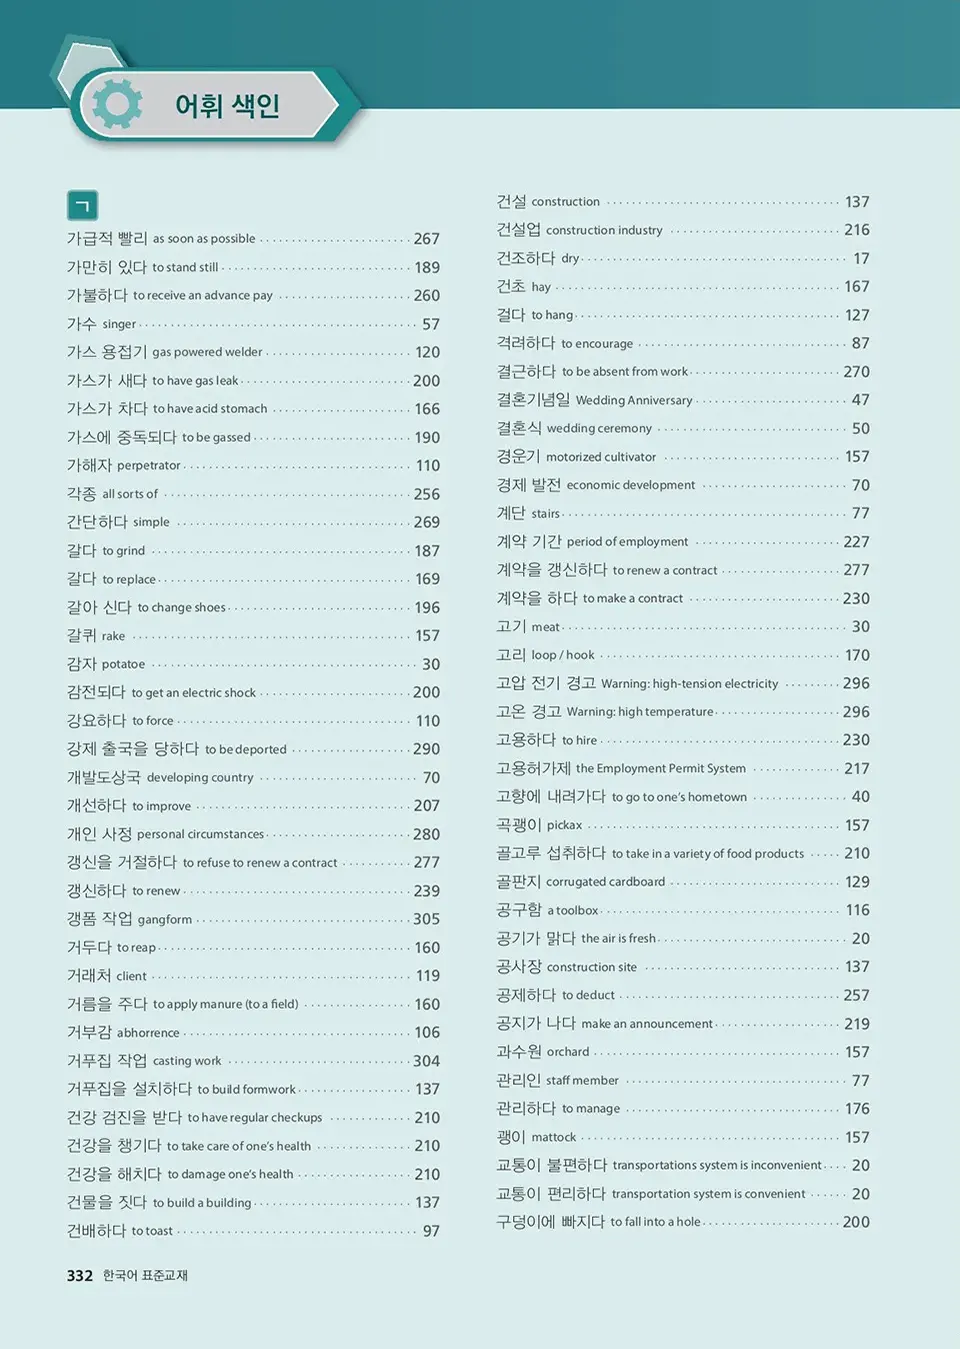 어휘 색인
ㄱ
가급적 빨리 as soon as possible 267
가만히 있다 to stand still 189
가불하다 to receive an advance pay 260
가수 singer 57
가스 용접기 gas powered welder 120
가스가 새다 to have gas leak 200
가스가 차다 to have acid stomach 166
가스에 중독되다 to be gassed 190
가해자 perpetrator 110
각종 all sorts of 256
간단하다 simple 269
갈다 to grind 187
갈다 to replace 169
갈아 신다 to change shoes 196
갈퀴 rake 157
감자 potatoe 30
감전되다 to get an electric shock 200
강요하다 to force 110
강제 출국을 당하다 to be deported 290
개발도상국 developing country 70
개선하다 to improve 207
개인 사정 personal circumstances 280
갱신을 거절하다 to refuse to renew a contract 277
갱신하다 to renew 239
갱폼 작업 gangform 305
거두다 to reap 160
거래처 client 119
거름을 주다 to apply manure (to a field) 160
거부감 abhorrence 106
거푸집 작업 casting work 304
거푸집을 설치하다 to build formwork 137
건강 검진을 받다 to have regular checkups 210
건강을 챙기다 to take care of one's health 210
건강을 해치다 to damage one's health 210
건물을 짓다 to build a building 137
건배하다 to toast 97
건설 construction 137
건설업 construction industry 216
건조하다 dry 17
건초 hay 167
걸다 to hang 127
격려하다 to encourage 87
결근하다 to be absent from work 270
결혼기념일 Wedding Anniversary 47
결혼식 wedding ceremony 50
경운기 motorized cultivator 157
경제 발전 economic development 70
계단 stairs 77
계약 기간 period of employment 227
계약을 갱신하다 to renew a contract 277
계약을 하다 to make a contract 230
고기 meat 30
고리 loop / hook 170
고압 전기 경고 Warning: high-tension electricity 296
고온 경고 Warning: high temperature 296
고용하다 to hire 230
고용허가제 the Employment Permit System 217
고향에 내려가다 to go to one's hometown 40
곡괭이 pickax 157
골고루 섭취하다 to take in a variety of food products 210
골판지 corrugated cardboard 129
공구함 a toolbox 116
공기가 맑다 the air is fresh 20
공사장 construction site 137
공제하다 to deduct 257
공지가 나다 make an announcement 219
과수원 orchard 157
관리인 staff member 77
관리하다 to manage 176
괭이 mattock 157
교통이 불편하다 transportations system is inconvenient 20
교통이 편리하다 transportation system is convenient 20
구덩이에 빠지다 to fall into a hole 200
332 한국어 표준교재